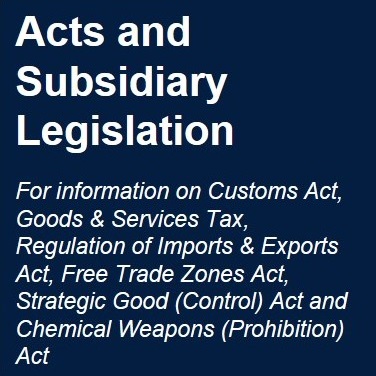 Acts and
Subsidiary
Legislation
For information on Customs Act,
Goods & Services Tax,
Regulation of Imports & Exports
Act, Free Trade Zones Act,
Strategic Good (Control) Act and
Chemical Weapons (Prohibition)
Act